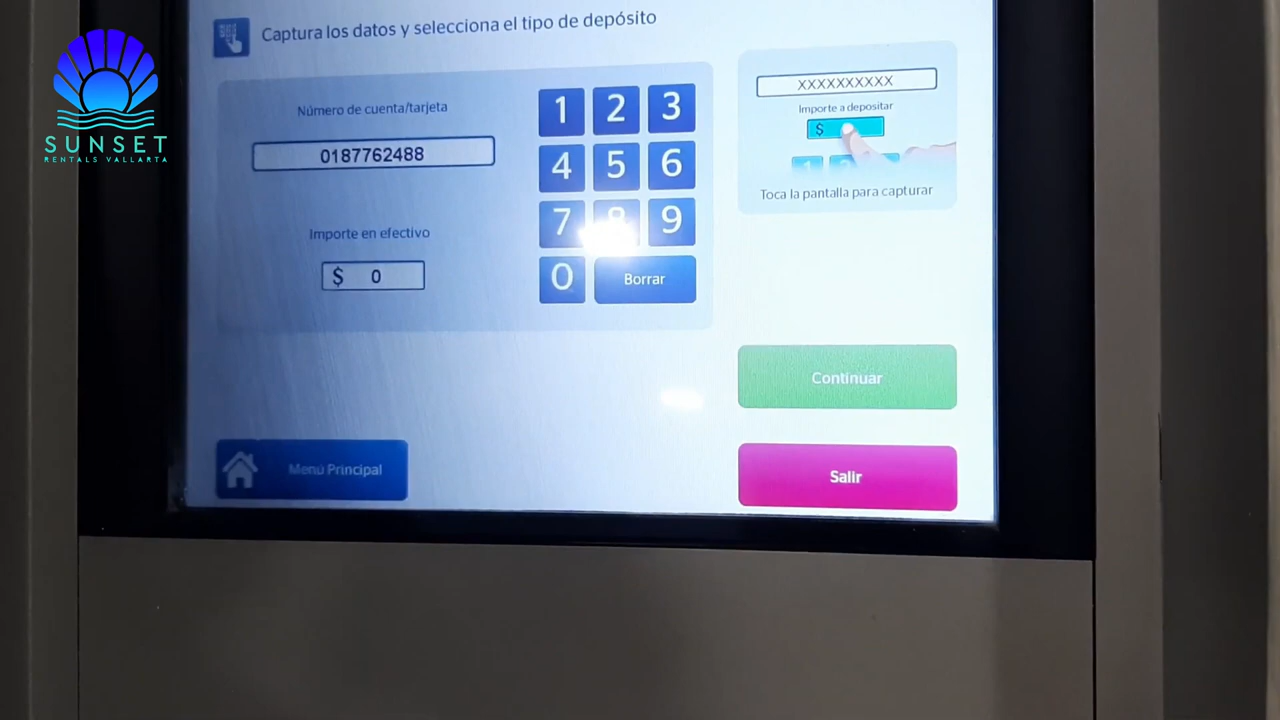 SUNSET
RENTALS VALLARTA
Captura los datos y selecciona el tipo de depósito
Número de cuenta/tarjeta
0187762488
Importe en efectivo
$ 0
1 2 3
4 5 6
7 8 9
0 Borrar
XXXXXXXXXX
Importe a depositar
$
Toca la pantalla para capturar
Continuar
Menú Principal
Salir